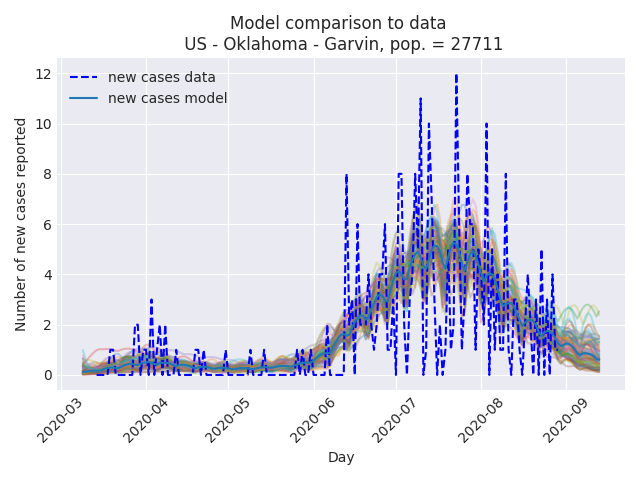 Model comparison to data
US - Oklahoma - Garvin, pop. = 27711
new cases data
new cases model
Number of new cases reported
12
10
8
6
4
2
0
2020-03
2020-04
2020-05
2020-06
2020-07
2020-08
2020-09
Day